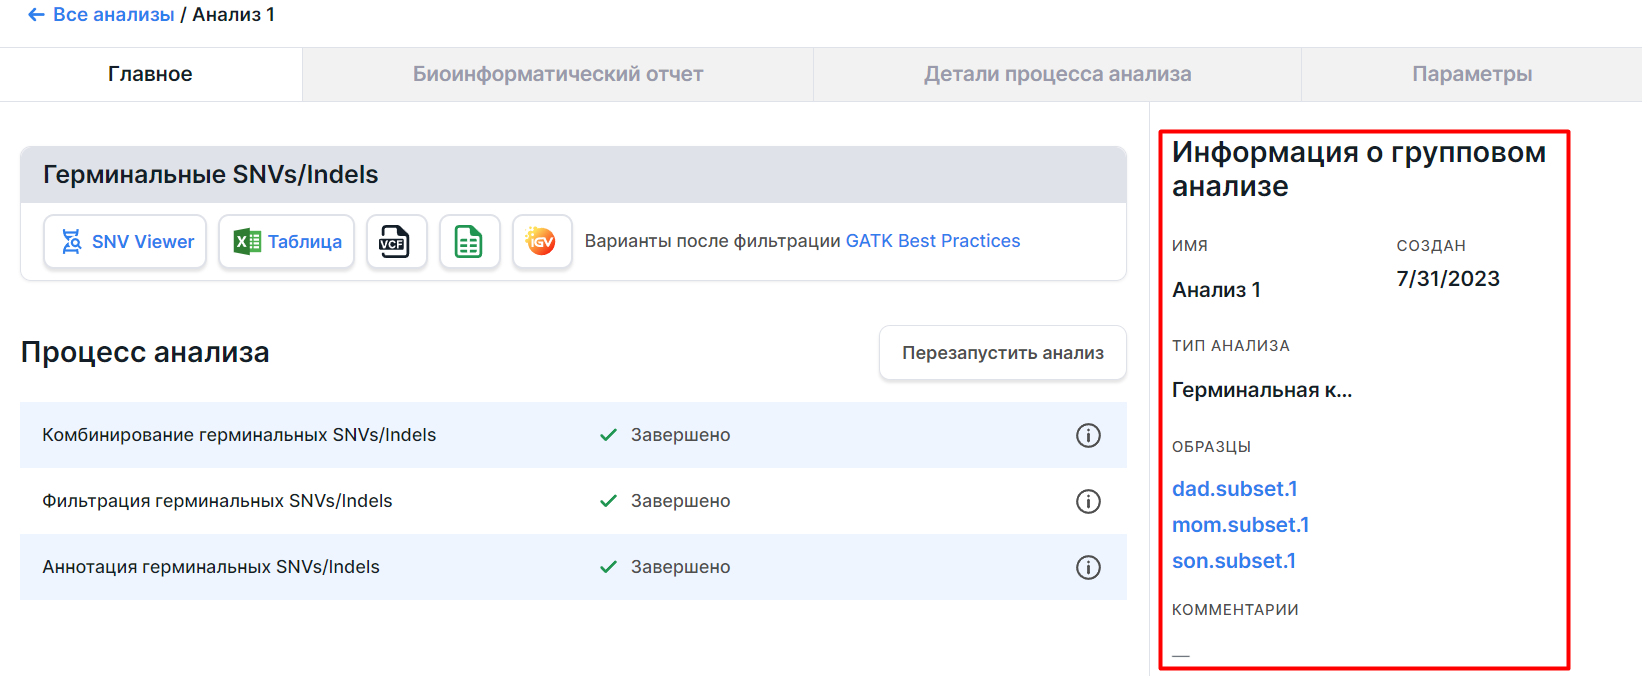 ← Все анализы / Анализ 1
Главное
Биоинформатический отчет
Детали процесса анализа
Параметры
Герминальные SNVs/Indels
SNV Viewer
Таблица
VCF
IGV
Варианты после фильтрации GATK Best Practices
Процесс анализа
Перезапустить анализ
Комбинирование герминальных SNVs/Indels
Завершено
Фильтрация герминальных SNVs/Indels
Завершено
Аннотация герминальных SNVs/Indels
Завершено
Информация о групповом
анализе
ИМЯ
СОЗДАН
Анализ 1
7/31/2023
ТИП АНАЛИЗА
Герминальная к...
ОБРАЗЦЫ
dad.subset.1
mom.subset.1
son.subset.1
КОММЕНТАРИИ
—